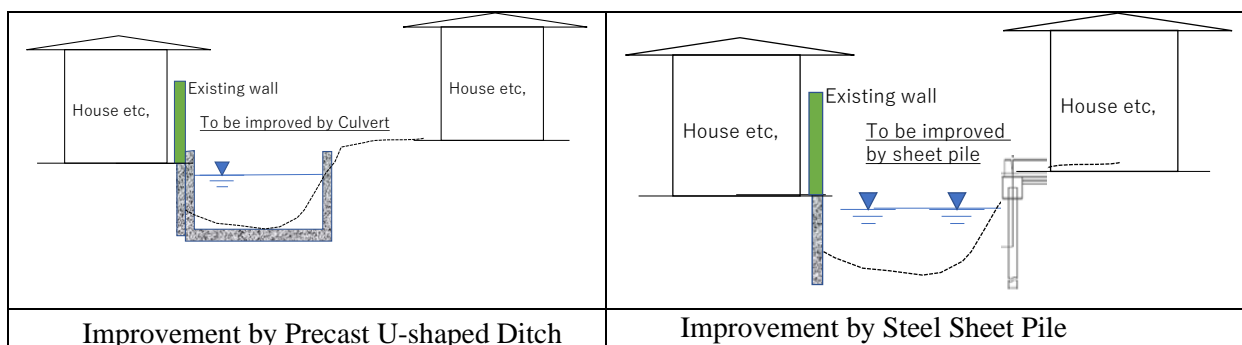 House etc,
Existing wall
To be improved by Culvert
House etc,
Improvement by Precast U-shaped Ditch
House etc,
Existing wall
To be improved
by sheet pile
House etc,
Improvement by Steel Sheet Pile